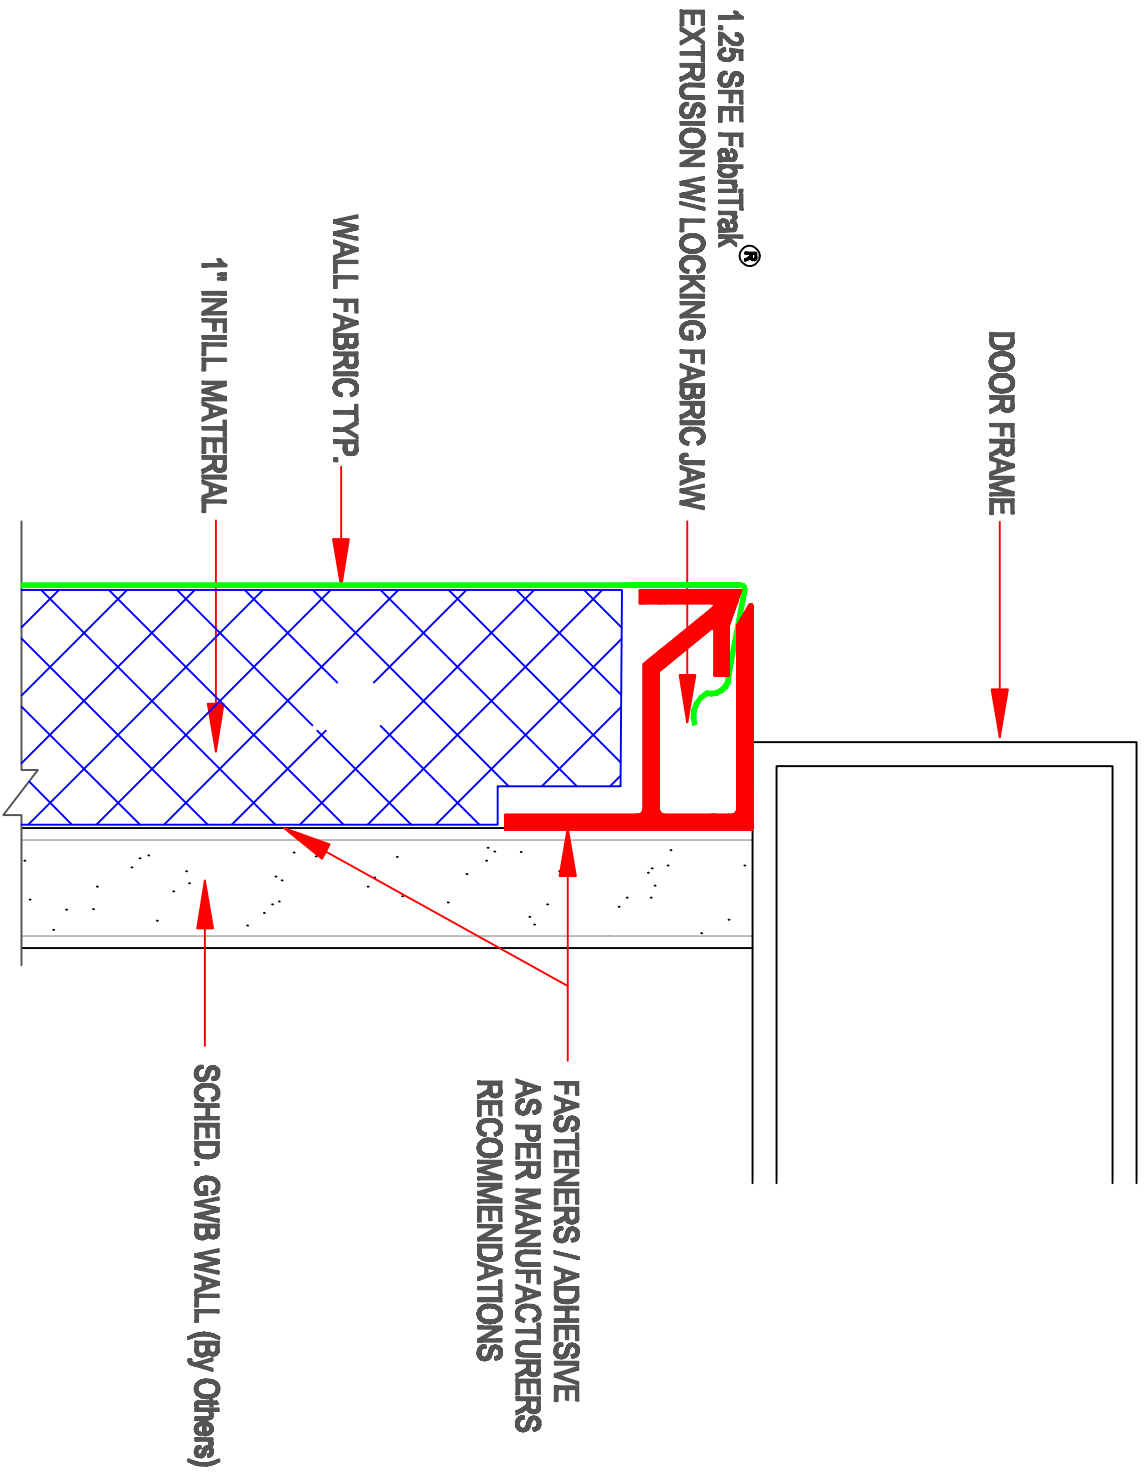 DOOR FRAME
1.25 SFE FabriTrak®
EXTRUSION W/ LOCKING FABRIC JAW
WALL FABRIC TYP.
1" INFILL MATERIAL
FASTENERS / ADHESIVE
AS PER MANUFACTURERS
RECOMMENDATIONS
SCHED. GWB WALL (By Others)